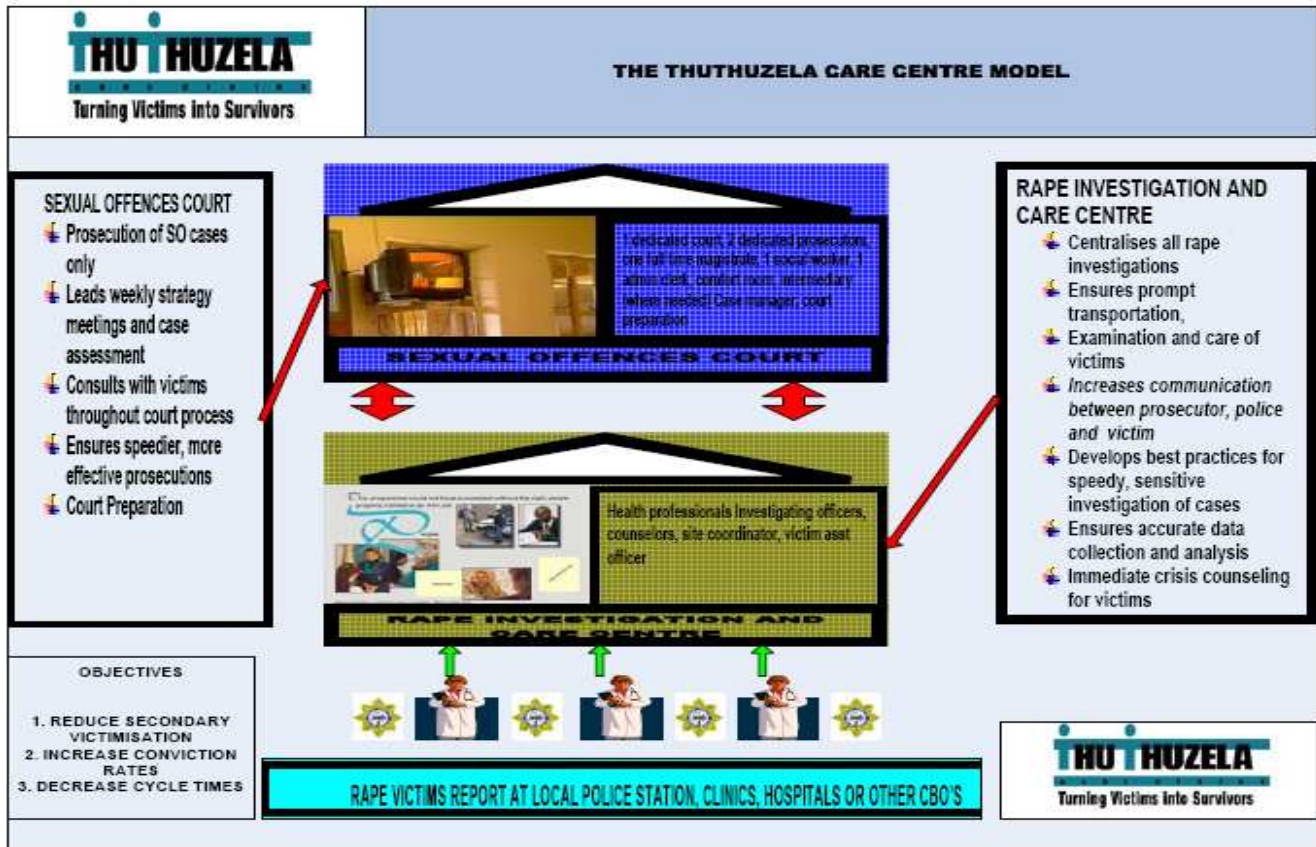 THUTHUZELA
CARE CENTRE
Turning Victims into Survivors
THE THUTHUZELA CARE CENTRE MODEL
SEXUAL OFFENCES COURT
Prosecution of SO cases
only
Leads weekly strategy
meetings and case
assessment
Consults with victims
throughout court process
Ensures speedier, more
effective prosecutions
Court Preparation
1 dedicated court, 2 dedicated prosecutors,
one full time magistrate, 1 social worker, 1
admin clerk, comfort room, intermediary
(where needed) Case manager, court
preparation
SEXUAL OFFENCES COURT
RAPE INVESTIGATION AND
CARE CENTRE
Centralises all rape
investigations
Ensures prompt
transportation,
Examination and care of
victims
Increases communication
between prosecutor, police
and victim
Develops best practices for
speedy, sensitive
investigation of cases
Ensures accurate data
collection and analysis
Immediate crisis counseling
for victims
Health professionals Investigating officers,
counselors, site coordinator, victim asst
officer
RAPE INVESTIGATION AND
CARE CENTRE
OBJECTIVES
1. REDUCE SECONDARY
VICTIMISATION
2. INCREASE CONVICTION
RATES
3. DECREASE CYCLE TIMES
RAPE VICTIMS REPORT AT LOCAL POLICE STATION, CLINICS, HOSPITALS OR OTHER CBO'S
THUTHUZELA
CARE CENTRE
Turning Victims into Survivors